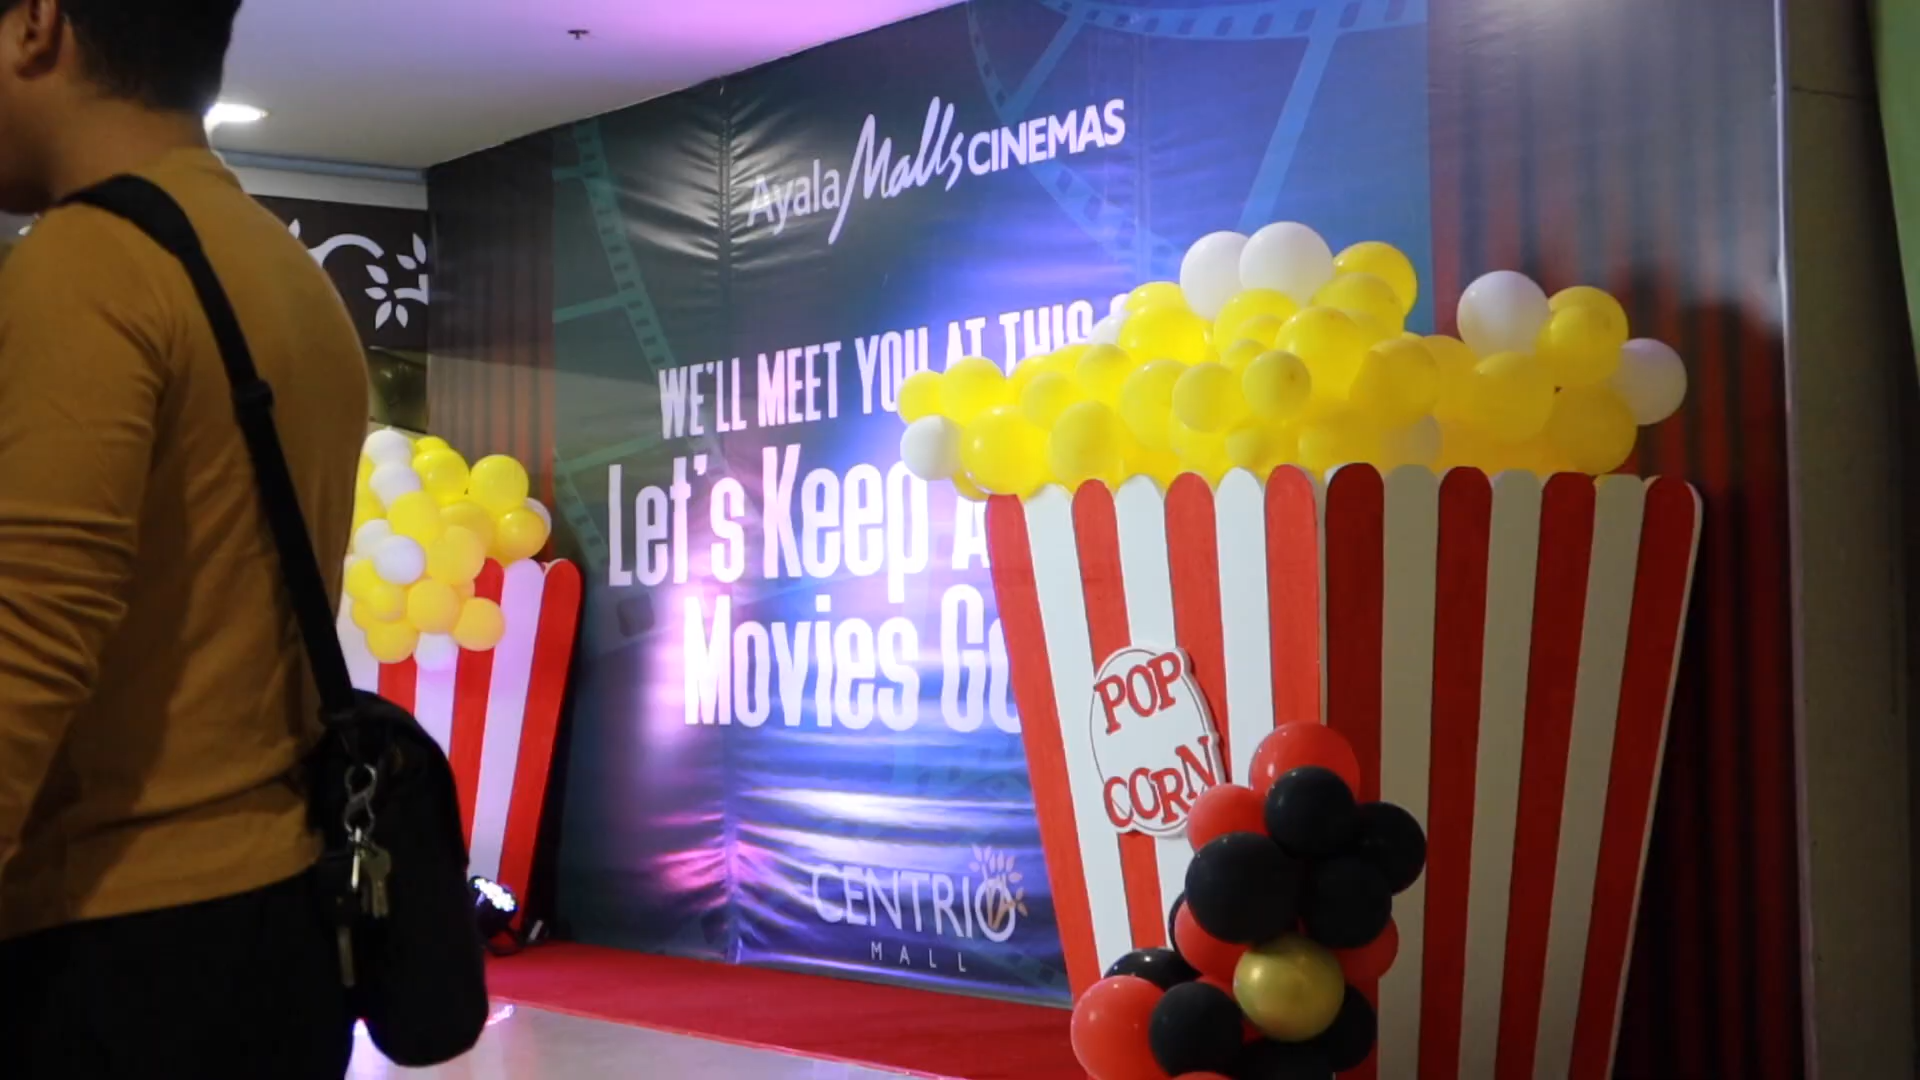 Ayala Malls CINEMAS
WE'LL MEET YOU AT THIS
Let's Keep
Movies
CENTRIO
MALL
POP
CORN